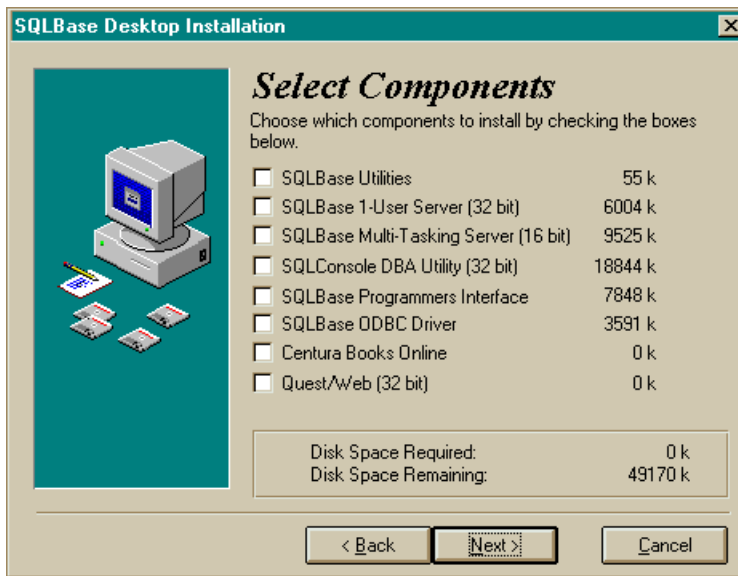 SQLBase Desktop Installation
Select Components
Choose which components to install by checking the boxes
below.
SQLBase Utilities 55 k
SQLBase 1-User Server (32 bit) 6004 k
SQLBase Multi-Tasking Server (16 bit) 9525 k
SQLConsole DBA Utility (32 bit) 18844 k
SQLBase Programmers Interface 7848 k
SQLBase ODBC Driver 3591 k
Centura Books Online 0 k
Quest/Web (32 bit) 0 k
Disk Space Required: 0 k
Disk Space Remaining: 49170 k
< Back Next > Cancel